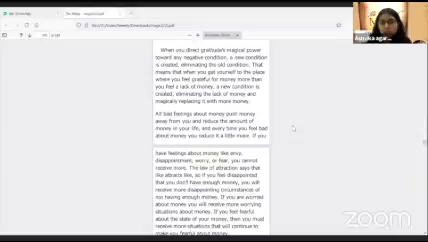 Astitva agar...
When you direct gratitude's magical power
toward any negative condition, a new condition
is created, eliminating the old condition. That
means that when you get yourself to the place
where you feel grateful for money more than
you feel a lack of money, a new condition is
created, eliminating the lack of money and
magically replacing it with more money.
All bad feelings about money push money
away from you and reduce the amount of
money in your life, and every time you feel bad
about money you reduce it a little more. If you
have feelings about money like envy,
disappointment, worry, or fear, you cannot
receive more. The law of attraction says that
like attracts like, so if you feel disappointed
that you don't have enough money, you will
receive more disappointing circumstances of
not having enough money. If you are worried
about money you will receive more worrying
situations about money. If you feel fearful
about the state of your money, then you must
receive more situations that will continue to
make you fearful about money.
zoom